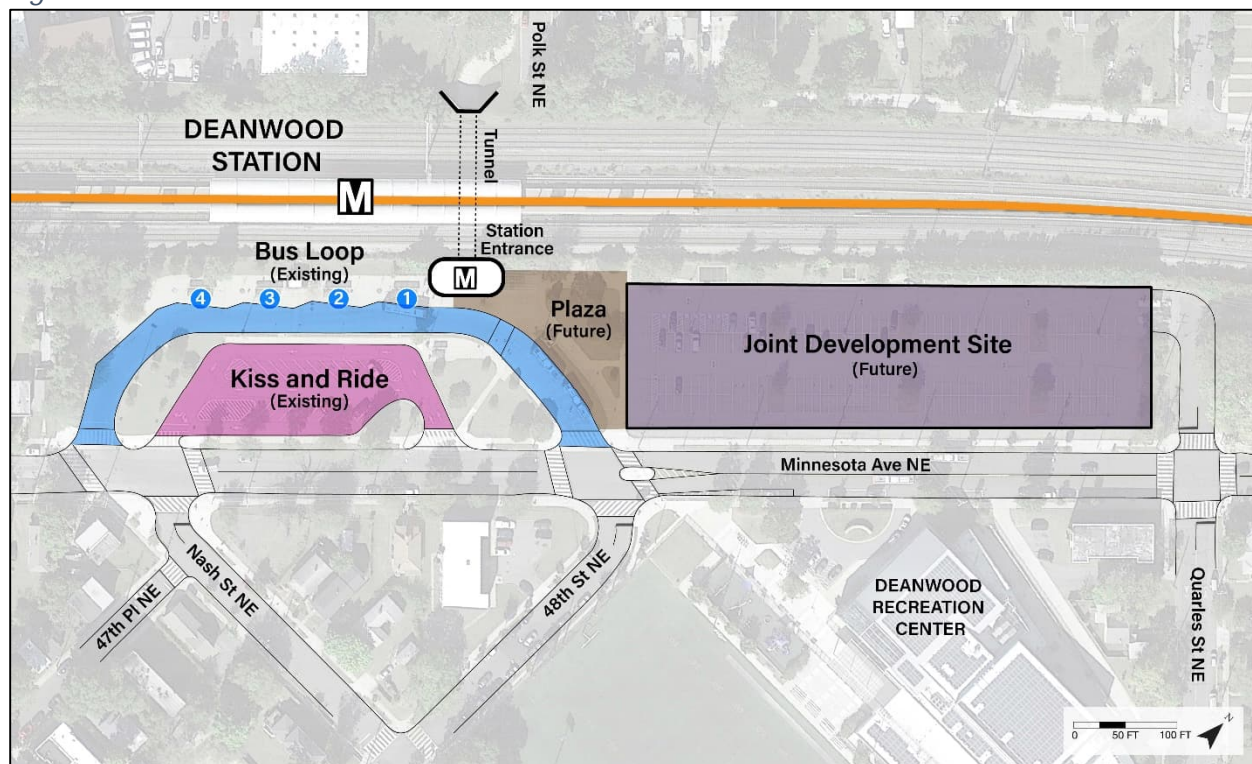 Polk St NE
DEANWOOD
STATION
Tunnel
M
Station
Entrance
M
Bus Loop
(Existing)
4
3
2
1
Plaza
(Future)
Joint Development Site
(Future)
Kiss and Ride
(Existing)
Minnesota Ave NE
47th Pl NE
Nash St NE
48th St NE
DEANWOOD
RECREATION
CENTER
Quarles St NE
N
0 50 FT 100 FT